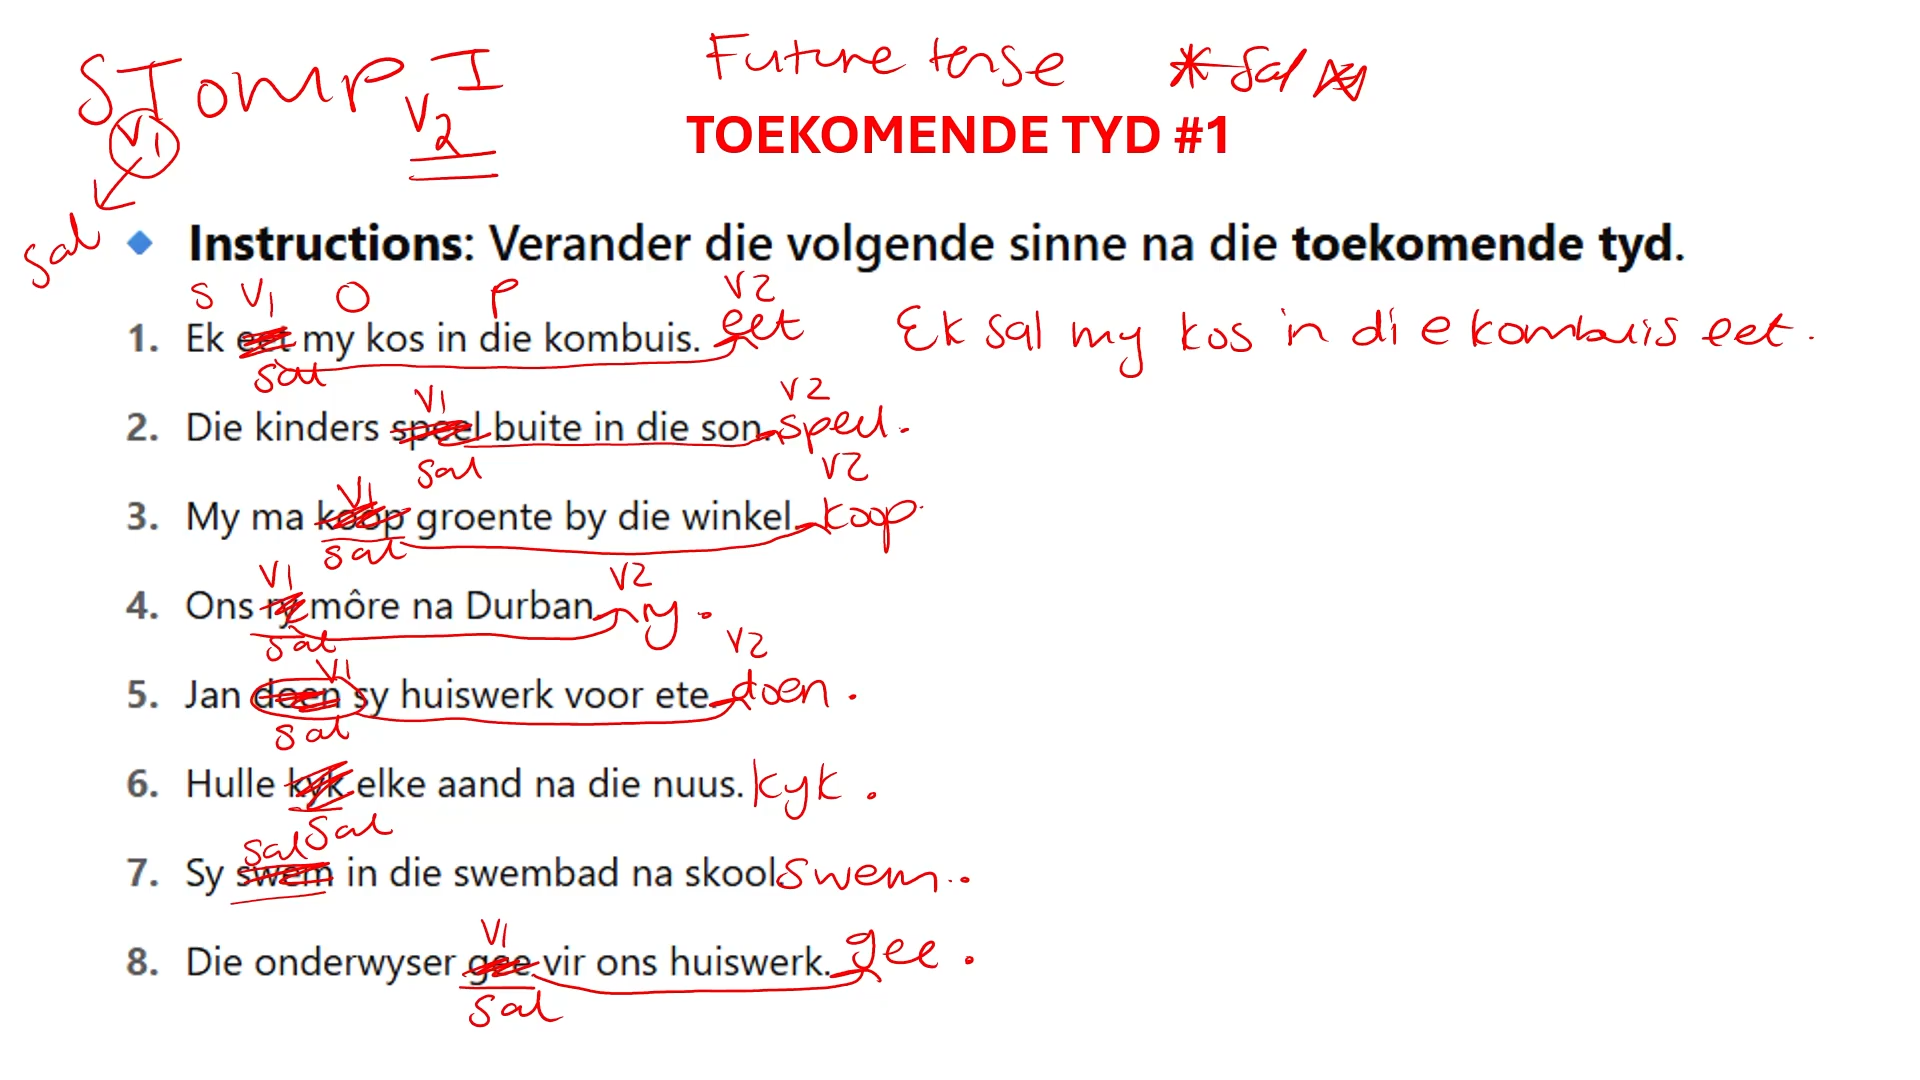 STOMPI
V1
V2
sal
Future tense *sal*
TOEKOMENDE TYD #1
Instructions: Verander die volgende sinne na die toekomende tyd.
S V1 O P V2
1. Ek eet my kos in die kombuis. eet Ek sal my kos in die kombuis eet.
sal
V1 V2
2. Die kinders speel buite in die son. speel.
sal
V1 V2
3. My ma koop groente by die winkel. koop.
sal
V1 V2
4. Ons ry môre na Durban. ry.
sal
V1 V2
5. Jan doen sy huiswerk voor ete. doen.
sal
6. Hulle kyk elke aand na die nuus. kyk.
sal
sal
7. Sy swem in die swembad na skool. swem.
V1
8. Die onderwyser gee vir ons huiswerk. gee.
sal